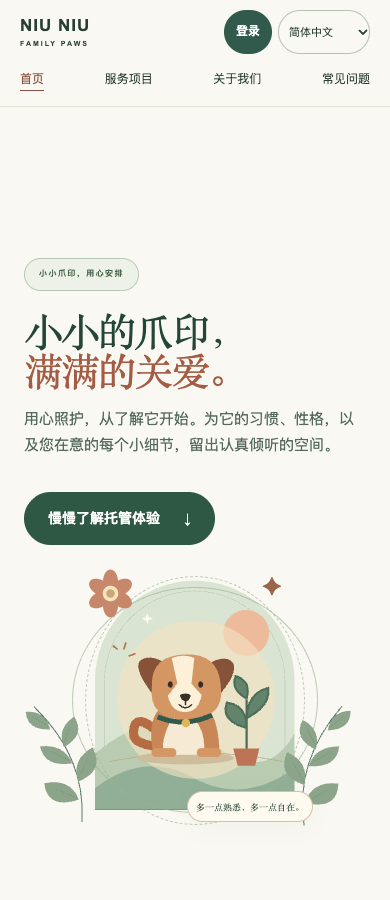 NIU NIU
FAMILY PAWS
登录
简体中文
首页
服务项目
关于我们
常见问题
小小爪印，用心安排
小小的爪印，
满满的关爱。
用心照护，从了解它开始。为它的习惯、性格，以
及您在意的每个小细节，留出认真倾听的空间。
慢慢了解托管体验 ↓
多一点熟悉，多一点自在。